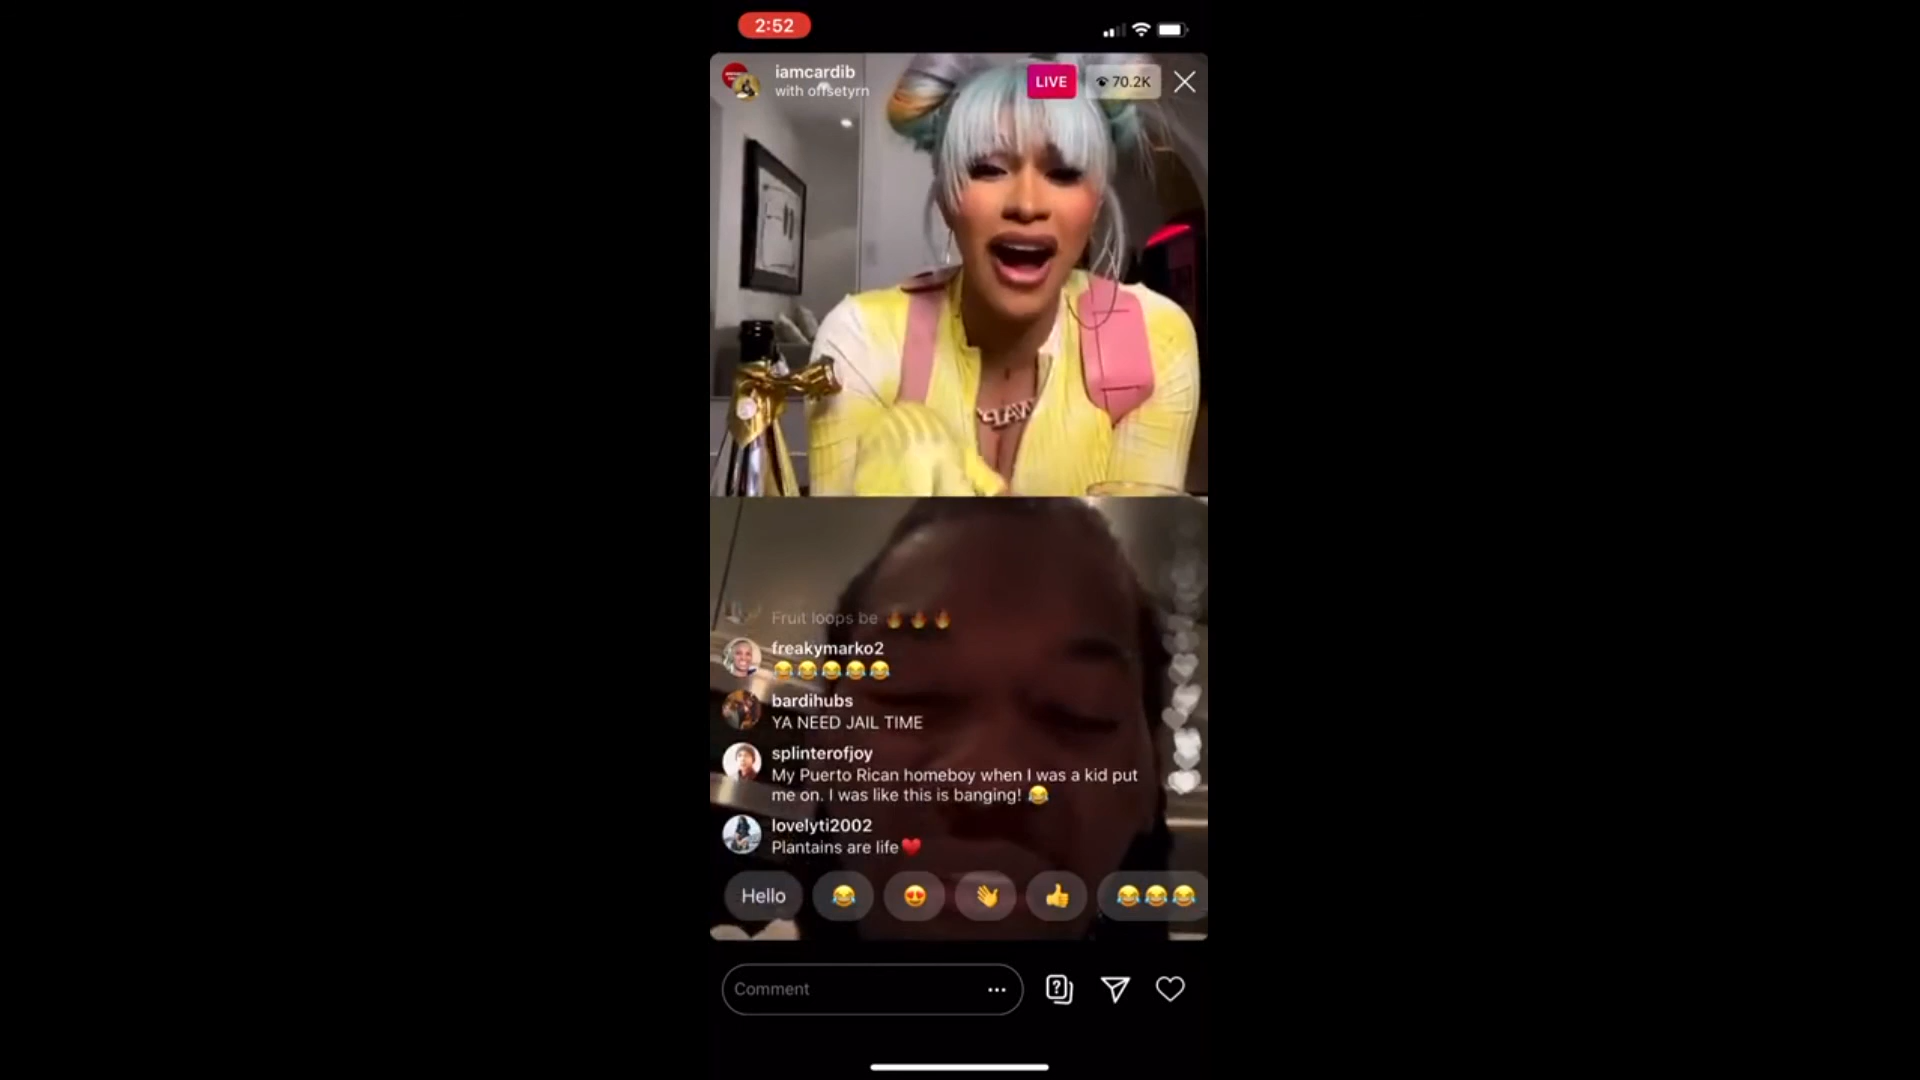 2:52
iamcardib
with offsetyrn
LIVE
70.2K
Fruit loops be 🔥🔥🔥
freakymarko2
😂😂😂😂😂
bardihubs
YA NEED JAIL TIME
splinterofjoy
My Puerto Rican homeboy when I was a kid put
me on. I was like this is banging! 😂
lovelyti2002
Plantains are life❤️
Hello 😂 😍 👋 👍 😂😂😂
Comment ...